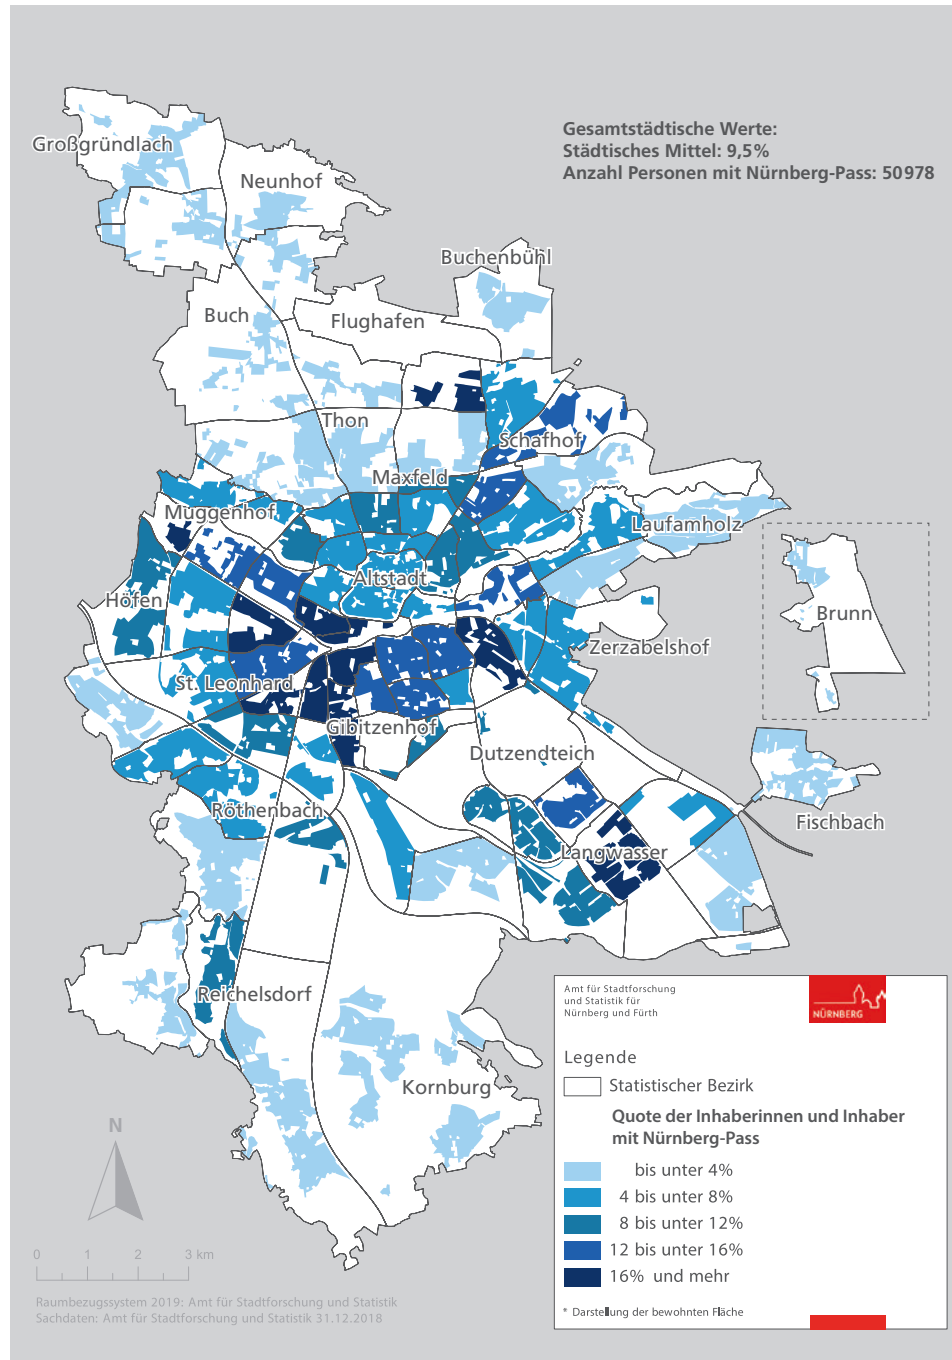 Gesamtstädtische Werte:
Städtisches Mittel: 9,5%
Anzahl Personen mit Nürnberg-Pass: 50978
Großgründlach
Neunhof
Buchenbühl
Buch
Flughafen
Thon
Schafhof
Maxfeld
Muggenhof
Laufamholz
Altstadt
Höfen
Brunn
Zerzabelshof
St. Leonhard
Gibitzenhof
Dutzendteich
Röthenbach
Fischbach
Langwasser
Reichelsdorf
Kornburg
N
0 1 2 3 km
Raumbezugssystem 2019: Amt für Stadtforschung und Statistik
Sachdaten: Amt für Stadtforschung und Statistik 31.12.2018
Amt für Stadtforschung
und Statistik für
Nürnberg und Fürth
NÜRNBERG
Legende
Statistischer Bezirk
Quote der Inhaberinnen und Inhaber
mit Nürnberg-Pass
bis unter 4%
4 bis unter 8%
8 bis unter 12%
12 bis unter 16%
16% und mehr
* Darstellung der bewohnten Fläche